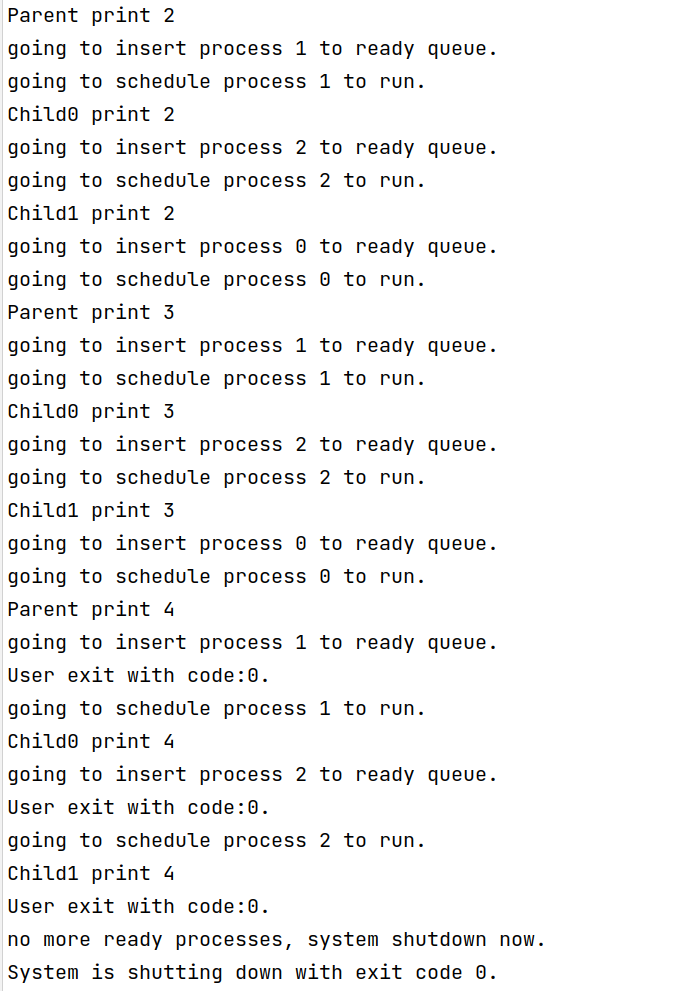 Parent print 2
going to insert process 1 to ready queue.
going to schedule process 1 to run.
Child0 print 2
going to insert process 2 to ready queue.
going to schedule process 2 to run.
Child1 print 2
going to insert process 0 to ready queue.
going to schedule process 0 to run.
Parent print 3
going to insert process 1 to ready queue.
going to schedule process 1 to run.
Child0 print 3
going to insert process 2 to ready queue.
going to schedule process 2 to run.
Child1 print 3
going to insert process 0 to ready queue.
going to schedule process 0 to run.
Parent print 4
going to insert process 1 to ready queue.
User exit with code:0.
going to schedule process 1 to run.
Child0 print 4
going to insert process 2 to ready queue.
User exit with code:0.
going to schedule process 2 to run.
Child1 print 4
User exit with code:0.
no more ready processes, system shutdown now.
System is shutting down with exit code 0.